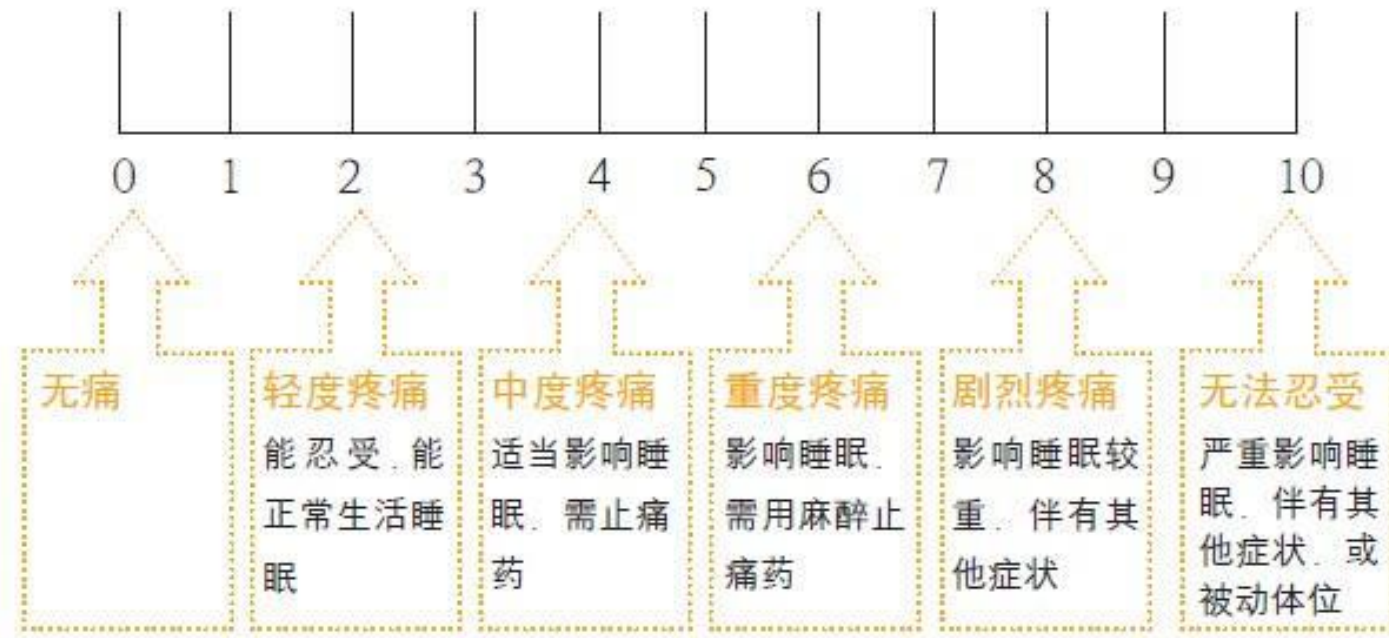 0 1 2 3 4 5 6 7 8 9 10
无痛
轻度疼痛
能忍受.能
正常生活睡
眠
中度疼痛
适当影响睡
眠.需止痛
药
重度疼痛
影响睡眠.
需用麻醉止
痛药
剧烈疼痛
影响睡眠较
重.伴有其
他症状
无法忍受
严重影响睡
眠.伴有其
他症状.或
被动体位